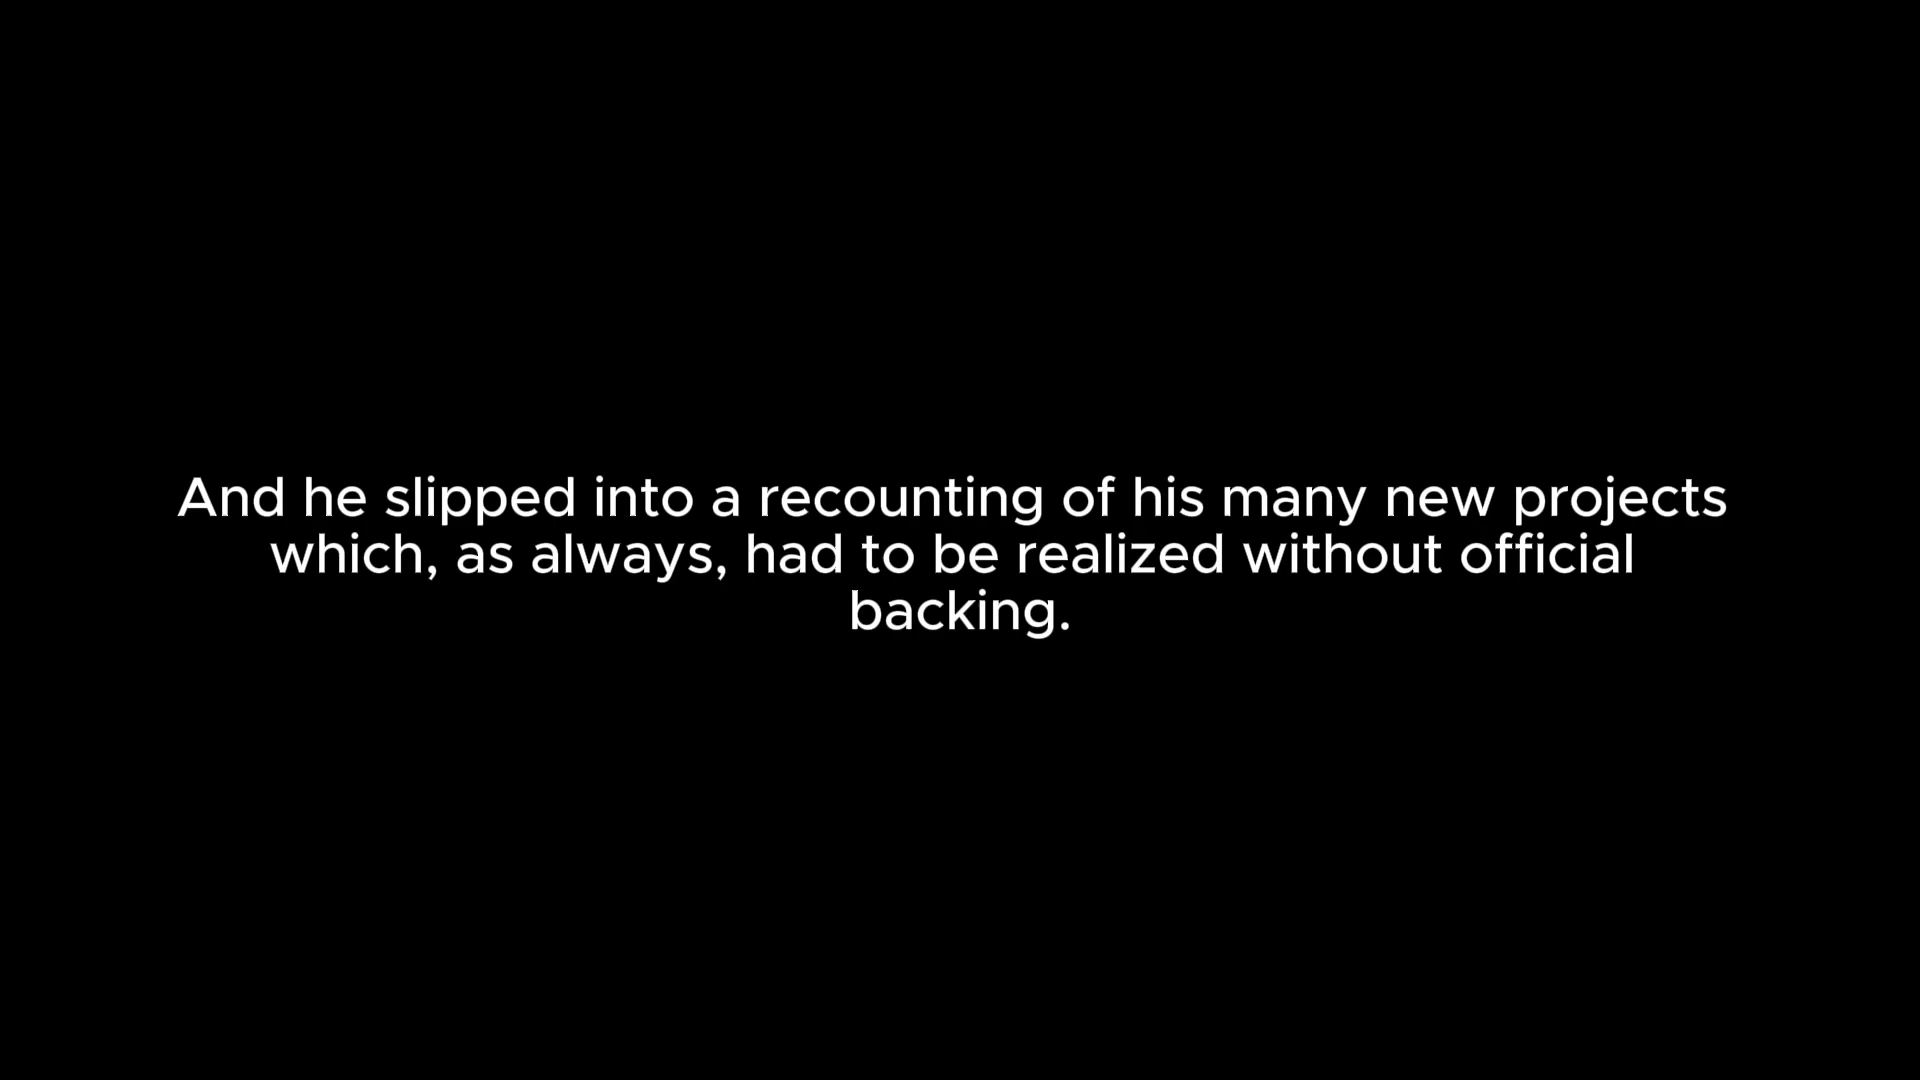 And he slipped into a recounting of his many new projects
which, as always, had to be realized without official
backing.